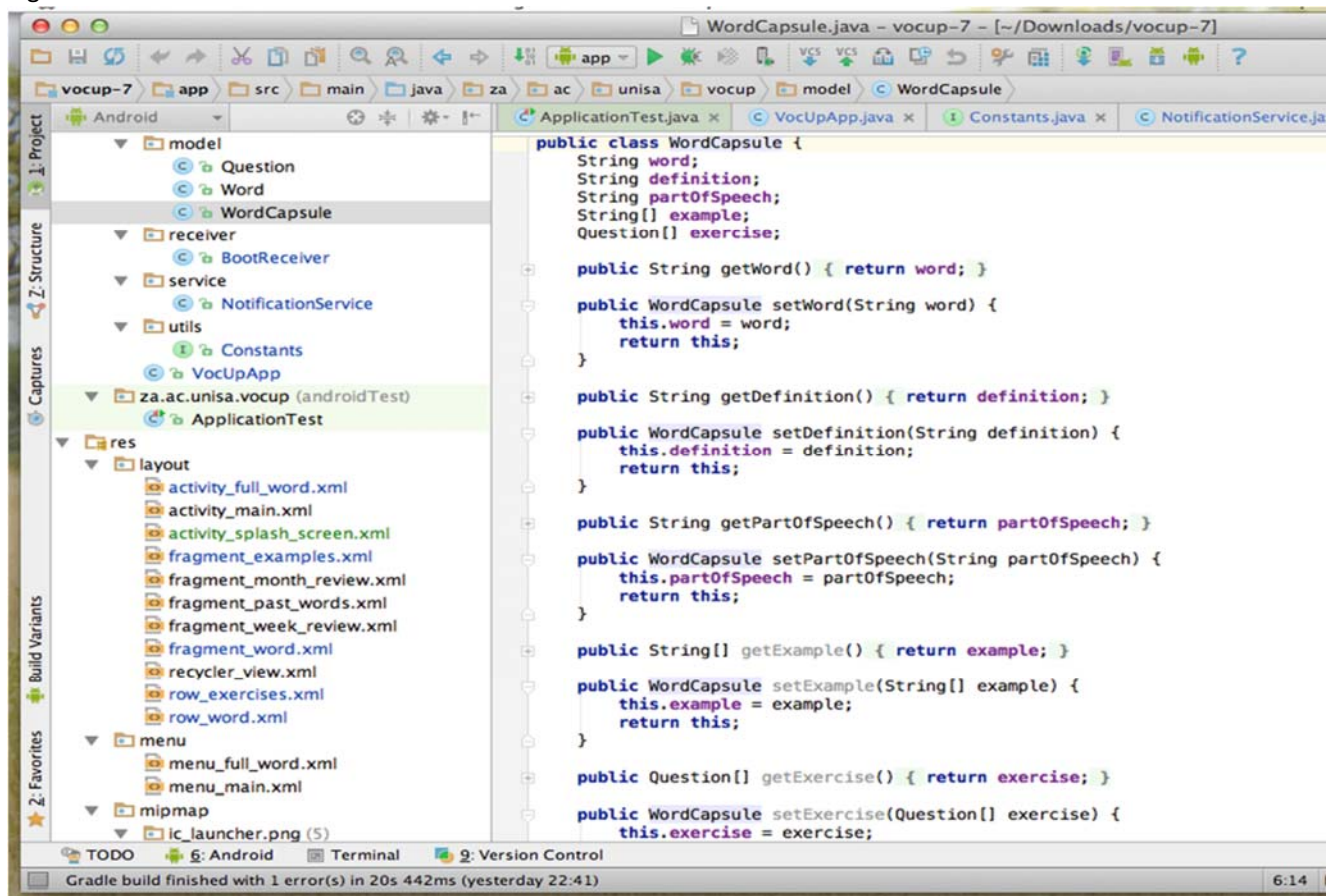 WordCapsule.java – vocup-7 – [~/Downloads/vocup-7]
app
VCS VCS
?
vocup-7 app src main java za ac unisa vocup model C WordCapsule
1: Project
Z: Structure
Captures
Build Variants
2: Favorites
Android
model
C Question
C Word
C WordCapsule
receiver
C BootReceiver
service
C NotificationService
utils
I Constants
C VocUpApp
za.ac.unisa.vocup (androidTest)
C ApplicationTest
res
layout
activity_full_word.xml
activity_main.xml
activity_splash_screen.xml
fragment_examples.xml
fragment_month_review.xml
fragment_past_words.xml
fragment_week_review.xml
fragment_word.xml
recycler_view.xml
row_exercises.xml
row_word.xml
menu
menu_full_word.xml
menu_main.xml
mipmap
ic_launcher.png (5)
C ApplicationTest.java × C VocUpApp.java × I Constants.java × C NotificationService.ja
public class WordCapsule {
String word;
String definition;
String partOfSpeech;
String[] example;
Question[] exercise;
public String getWord() { return word; }
public WordCapsule setWord(String word) {
this.word = word;
return this;
}
public String getDefinition() { return definition; }
public WordCapsule setDefinition(String definition) {
this.definition = definition;
return this;
}
public String getPartOfSpeech() { return partOfSpeech; }
public WordCapsule setPartOfSpeech(String partOfSpeech) {
this.partOfSpeech = partOfSpeech;
return this;
}
public String[] getExample() { return example; }
public WordCapsule setExample(String[] example) {
this.example = example;
return this;
}
public Question[] getExercise() { return exercise; }
public WordCapsule setExercise(Question[] exercise) {
this.exercise = exercise;
TODO 6: Android Terminal 9: Version Control
Gradle build finished with 1 error(s) in 20s 442ms (yesterday 22:41) 6:14